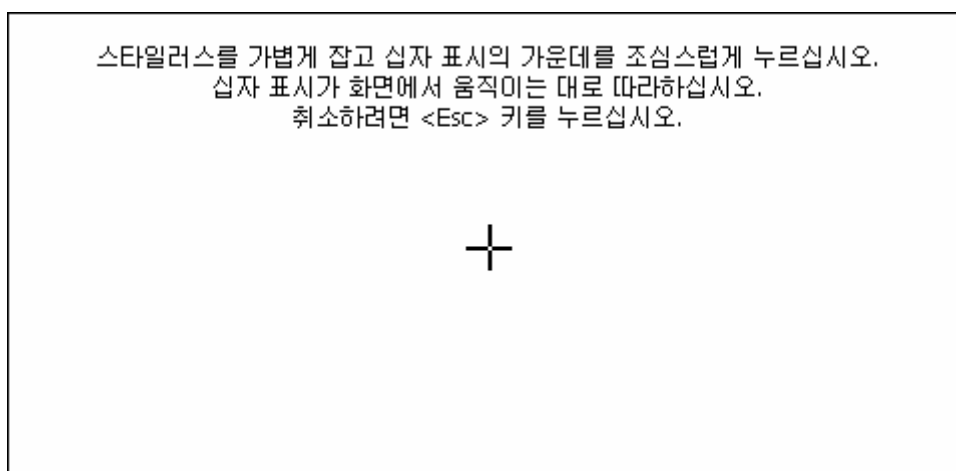 스타일러스를 가볍게 잡고 십자 표시의 가운데를 조심스럽게 누르십시오.
십자 표시가 화면에서 움직이는 대로 따라하십시오.
취소하려면 <Esc> 키를 누르십시오.